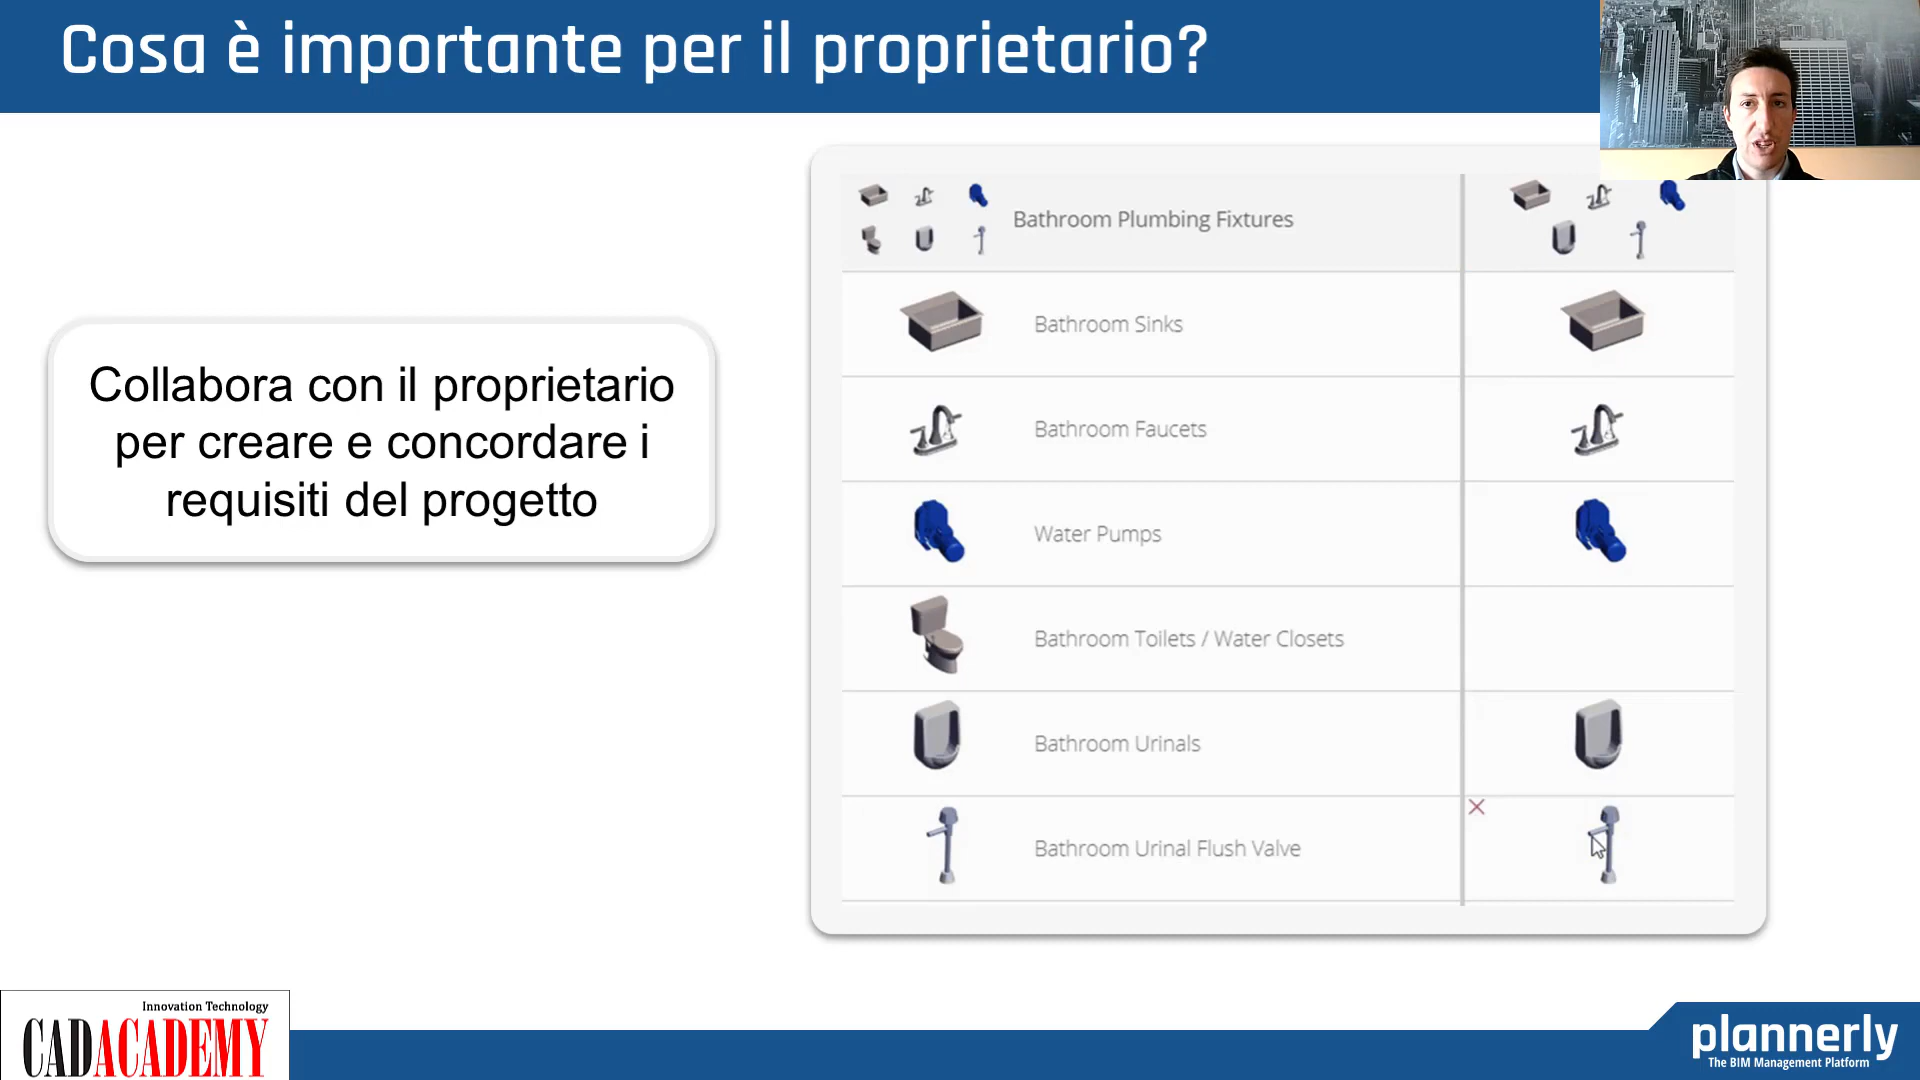 Cosa è importante per il proprietario?
Collabora con il proprietario
per creare e concordare i
requisiti del progetto
Bathroom Plumbing Fixtures
Bathroom Sinks
Bathroom Faucets
Water Pumps
Bathroom Toilets / Water Closets
Bathroom Urinals
Bathroom Urinal Flush Valve
Innovation Technology
CADACADEMY
plannerly
The BIM Management Platform